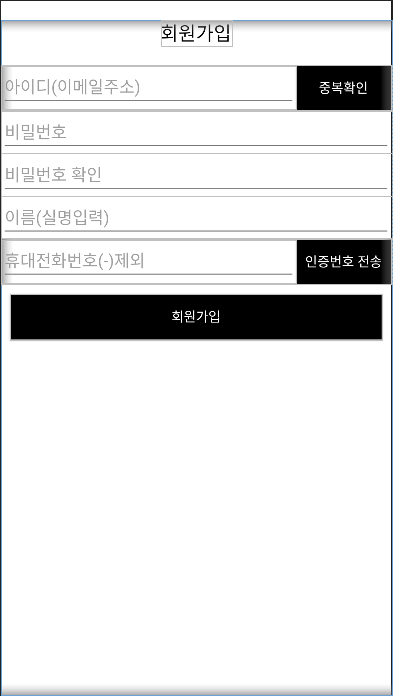 회원가입
아이디(이메일주소) 중복확인
비밀번호
비밀번호 확인
이름(실명입력)
휴대전화번호(-)제외 인증번호 전송
회원가입